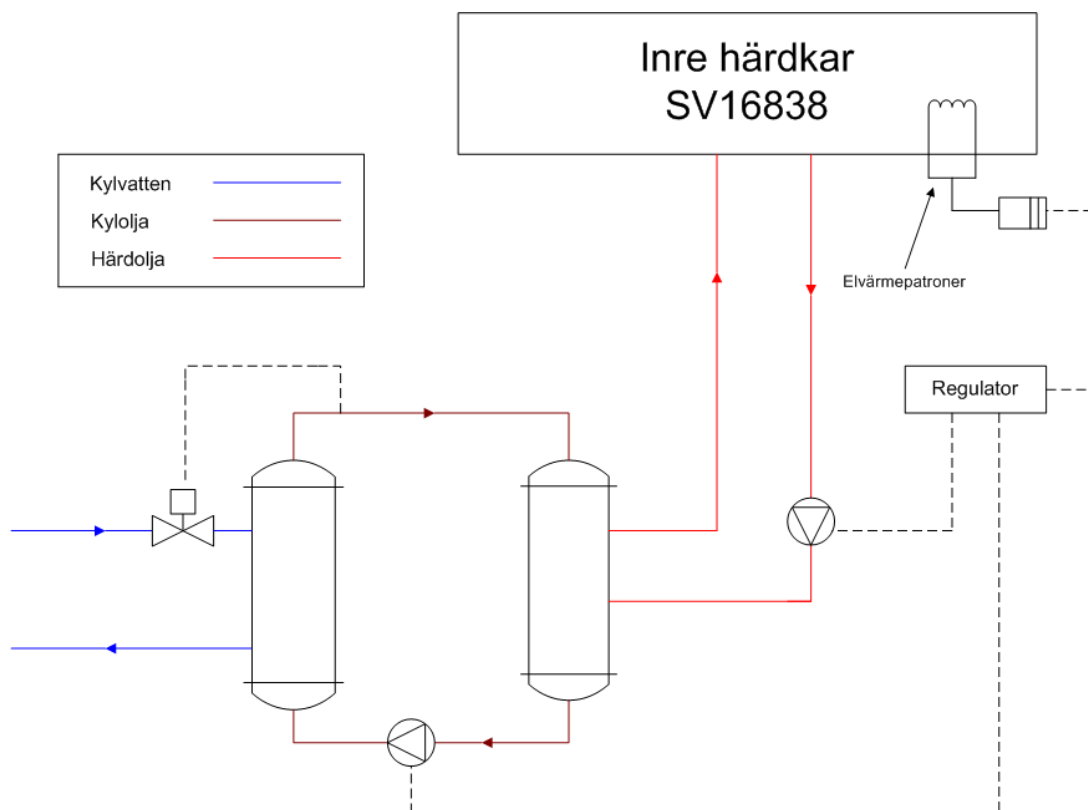 Inre härdkar
SV16838
Kylvatten
Kylolja
Härdolja
Elvärmepatroner
Regulator